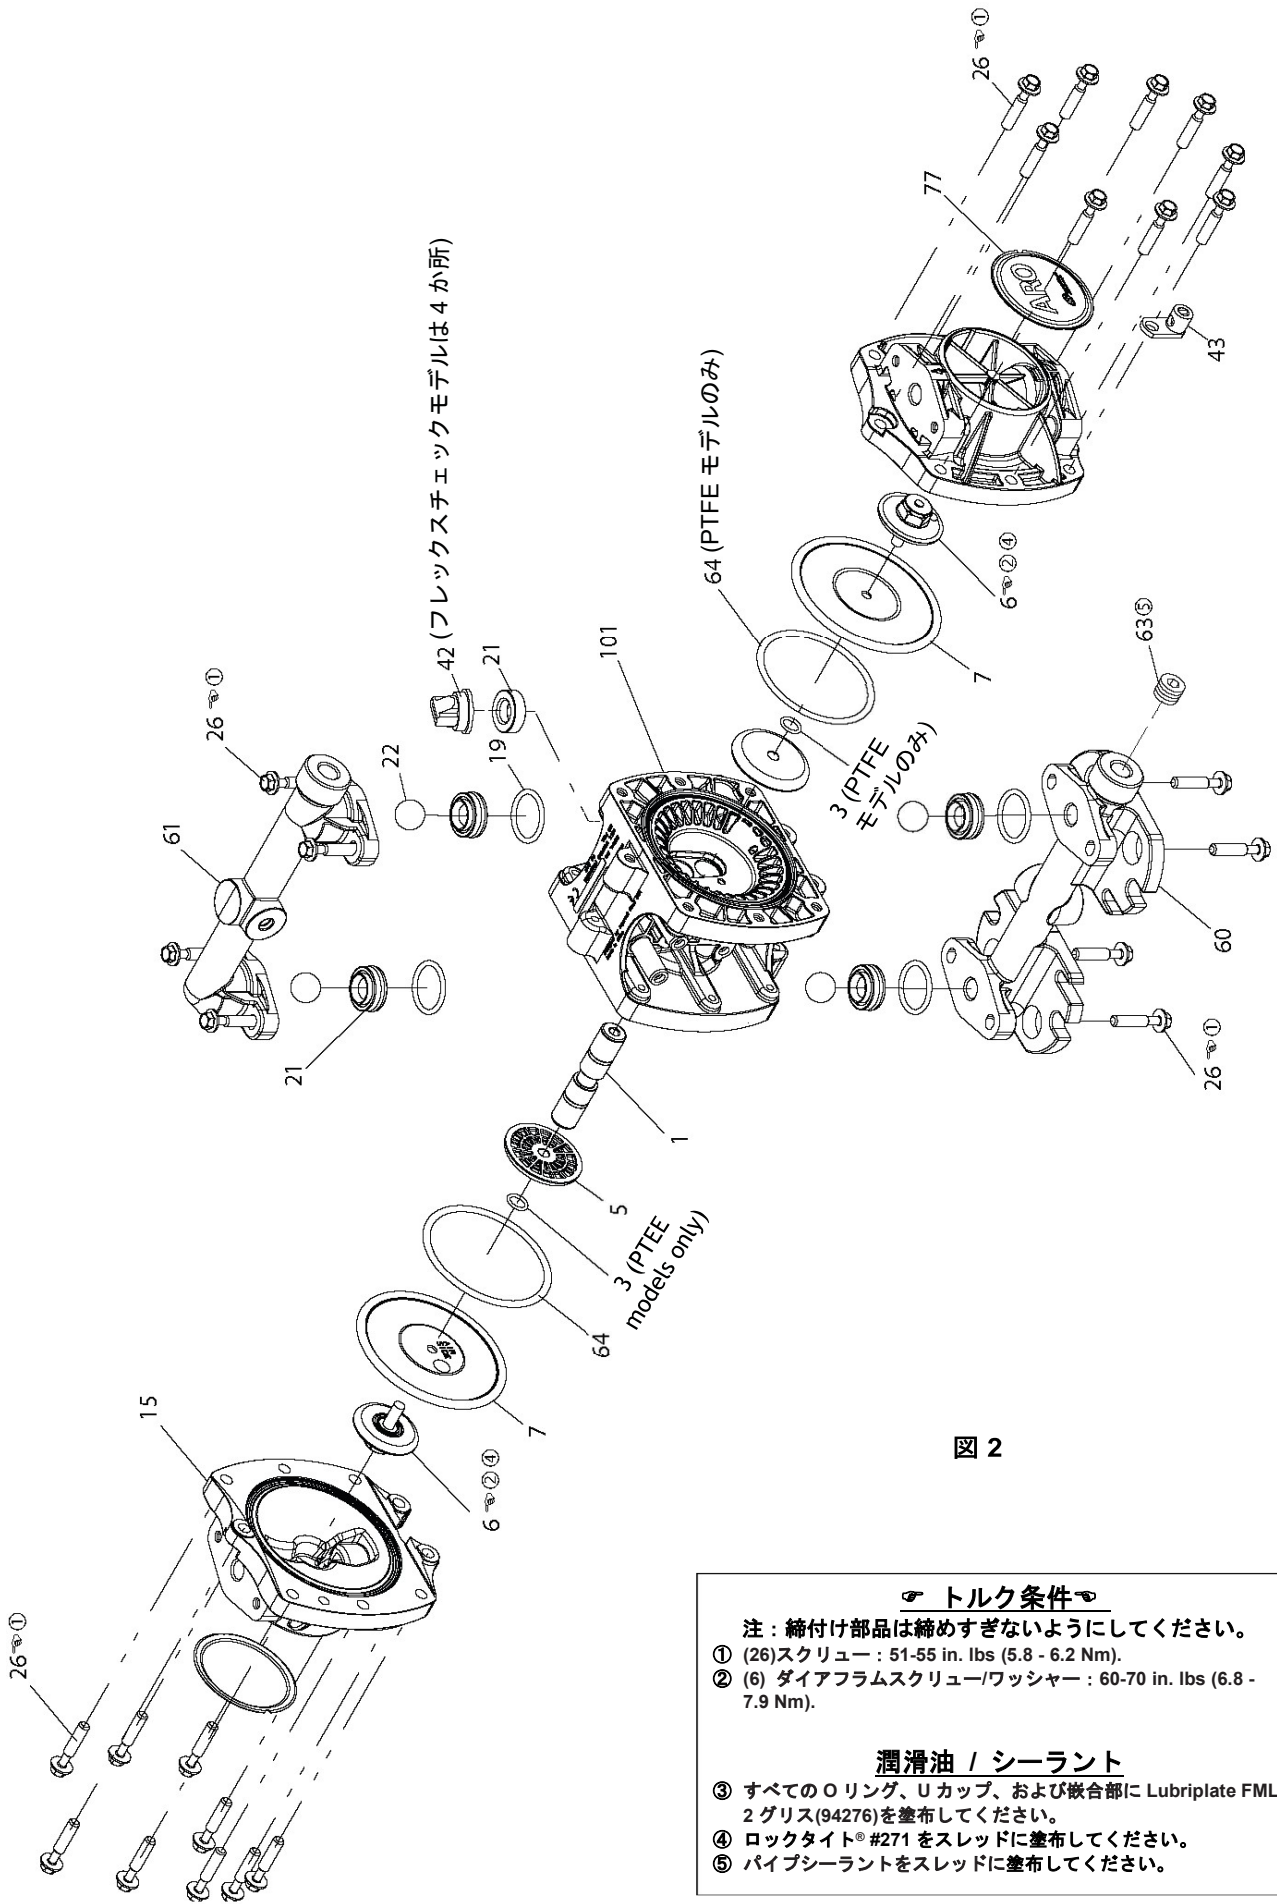 26 ①
77
43
42 (フレックスチェックモデルは 4 か所)
21
26 ①
22
19
61
101
64 (PTFE モデルのみ)
ARO
6 ② ④
7
63⑤
3 (PTFE
モデルのみ)
60
21
1
26 ①
5
3 (PTEE
models only)
64
7
15
6 ② ④
26 ①
図 2
☞ トルク条件 ☜
注 : 締付け部品は締めすぎないようにしてください。
① (26)スクリュー : 51-55 in. lbs (5.8 - 6.2 Nm).
② (6) ダイアフラムスクリュー/ワッシャー : 60-70 in. lbs (6.8 -
7.9 Nm).
潤滑油 / シーラント
③ すべての O リング、U カップ、および嵌合部に Lubriplate FML
2 グリス(94276)を塗布してください。
④ ロックタイト® #271 をスレッドに塗布してください。
⑤ パイプシーラントをスレッドに塗布してください。